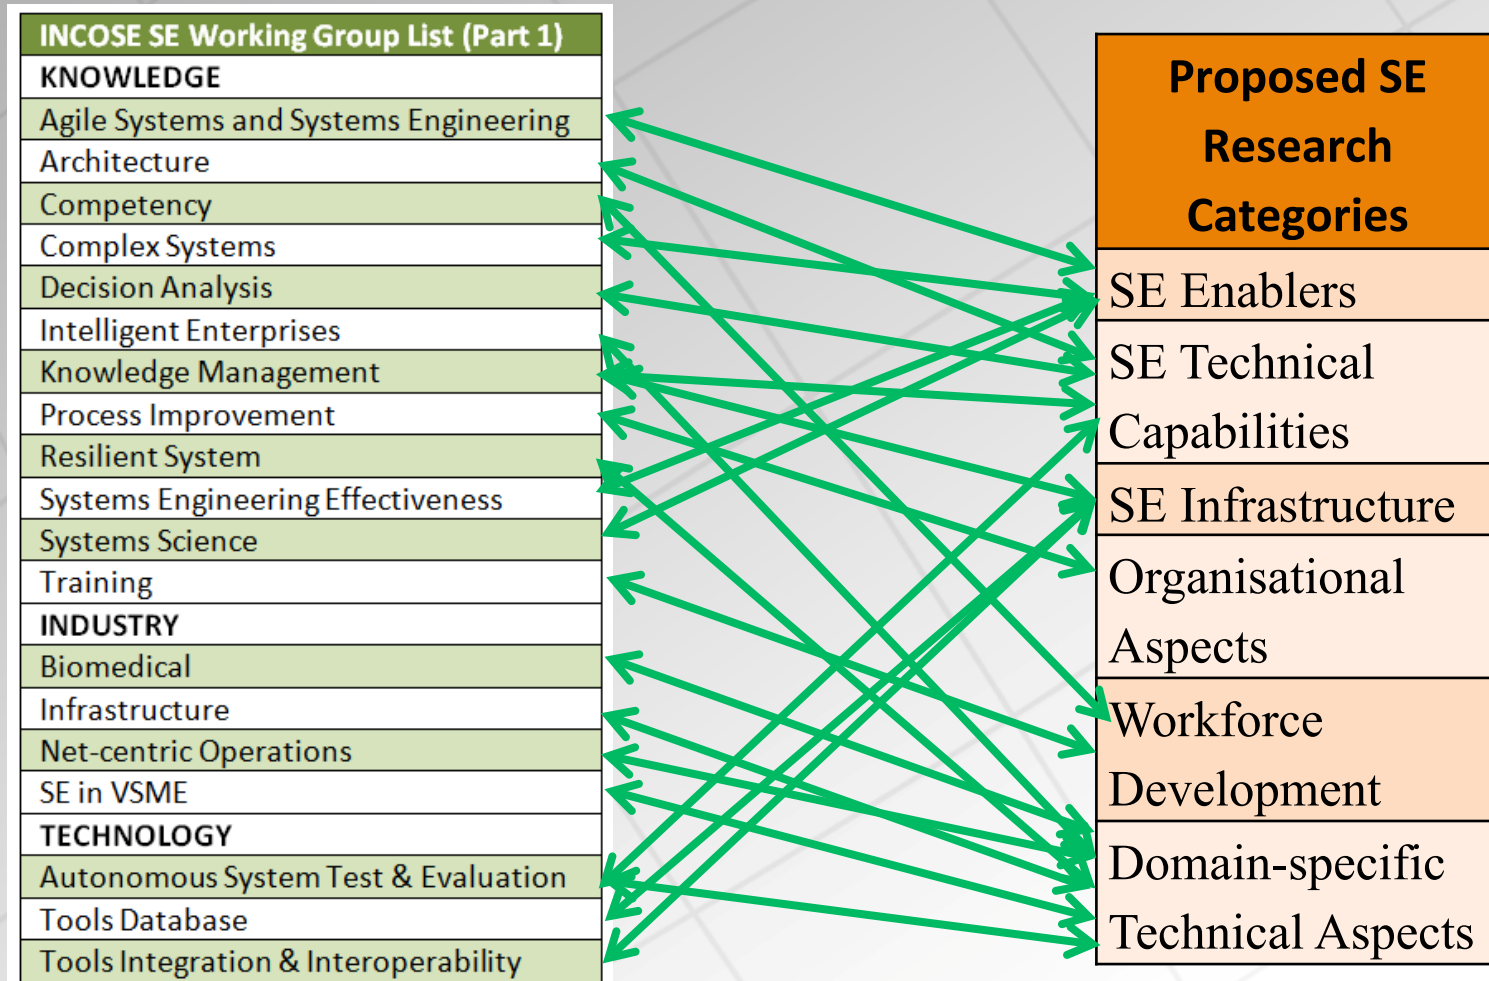 INCOSE SE Working Group List (Part 1)
KNOWLEDGE
Agile Systems and Systems Engineering
Architecture
Competency
Complex Systems
Decision Analysis
Intelligent Enterprises
Knowledge Management
Process Improvement
Resilient System
Systems Engineering Effectiveness
Systems Science
Training
INDUSTRY
Biomedical
Infrastructure
Net-centric Operations
SE in VSME
TECHNOLOGY
Autonomous System Test & Evaluation
Tools Database
Tools Integration & Interoperability
Proposed SE
Research
Categories
SE Enablers
SE Technical
Capabilities
SE Infrastructure
Organisational
Aspects
Workforce
Development
Domain-specific
Technical Aspects